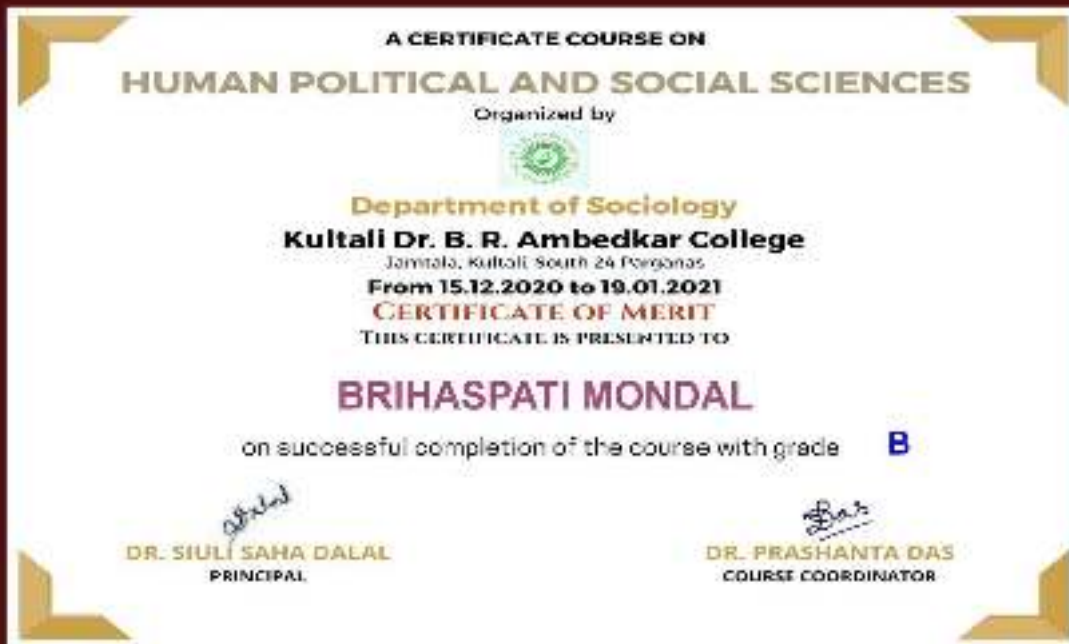 A CERTIFICATE COURSE ON
HUMAN POLITICAL AND SOCIAL SCIENCES
Organized by
Department of Sociology
Kultali Dr. B. R. Ambedkar College
Jamtala, Kultali, South 24 Parganas
From 15.12.2020 to 19.01.2021
CERTIFICATE OF MERIT
THIS CERTIFICATE IS PRESENTED TO
BRIHASPATI MONDAL
on successful completion of the course with grade B
Das
DR. SIULI SAHA DALAL DR. PRASHANTA DAS
PRINCIPAL COURSE COORDINATOR